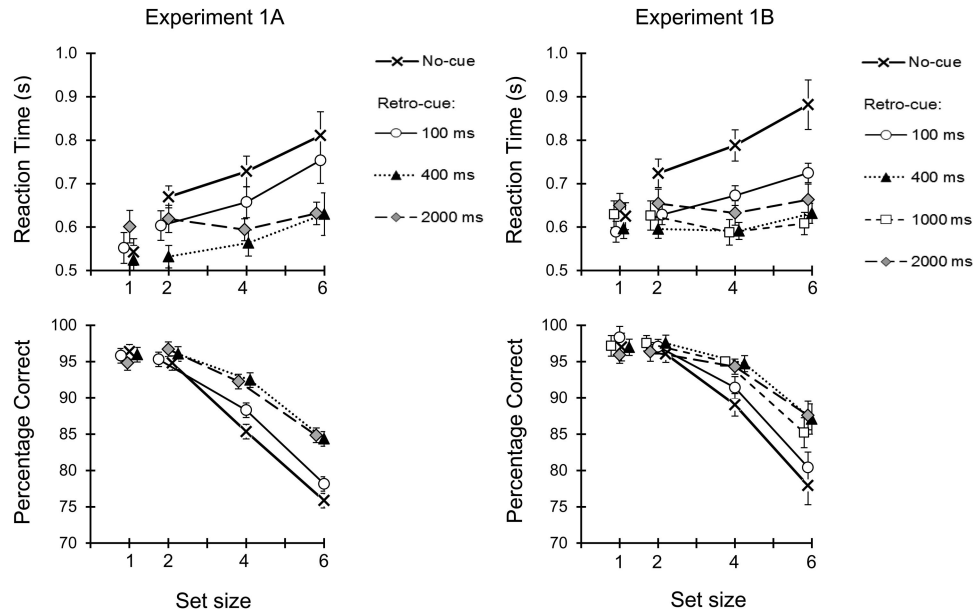 Experiment 1A
Reaction Time (s)
1.0
0.9
0.8
0.7
0.6
0.5
1 2 4 6
No-cue
Retro-cue:
100 ms
400 ms
2000 ms
Experiment 1B
Reaction Time (s)
1.0
0.9
0.8
0.7
0.6
0.5
1 2 4 6
No-cue
Retro-cue:
100 ms
400 ms
1000 ms
2000 ms
Percentage Correct
100
95
90
85
80
75
70
1 2 4 6
Set size
Percentage Correct
100
95
90
85
80
75
70
1 2 4 6
Set size